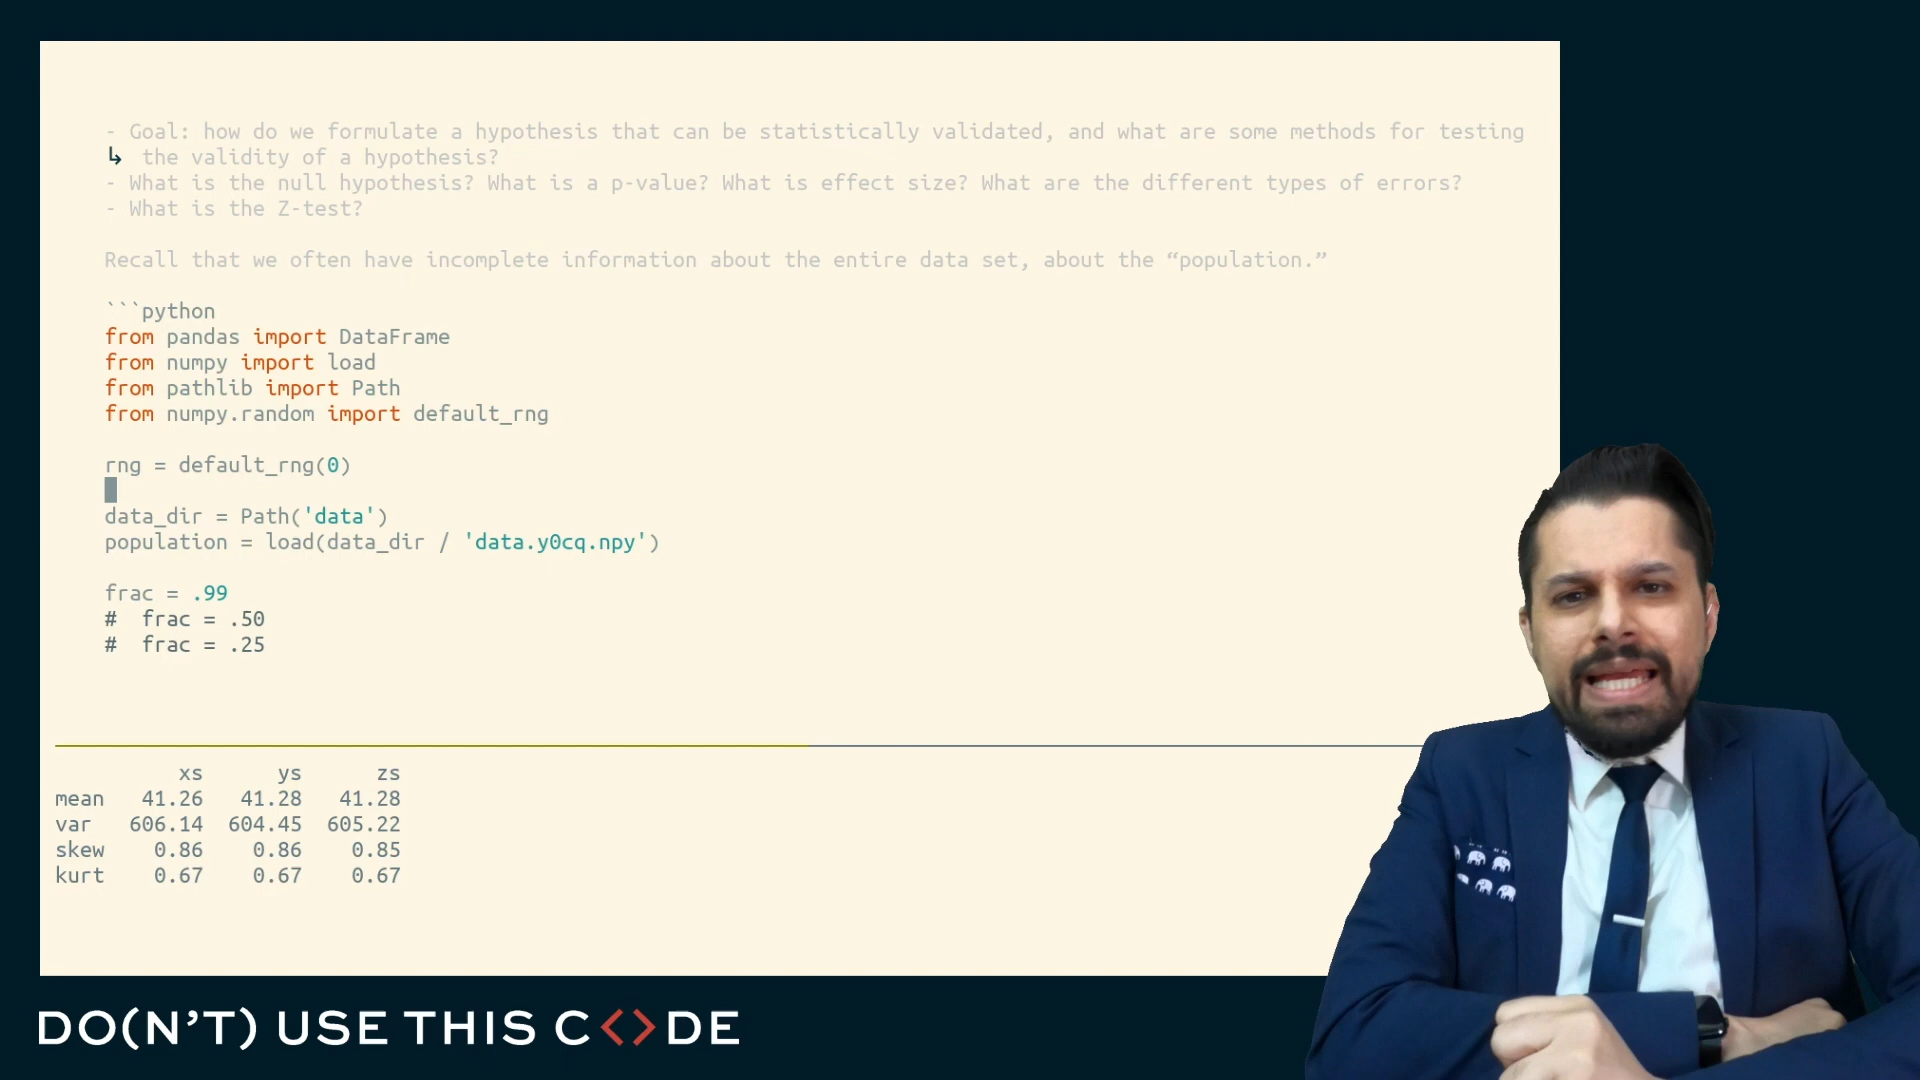 - Goal: how do we formulate a hypothesis that can be statistically validated, and what are some methods for testing
↳ the validity of a hypothesis?
- What is the null hypothesis? What is a p-value? What is effect size? What are the different types of errors?
- What is the Z-test?
Recall that we often have incomplete information about the entire data set, about the “population.”
```python
from pandas import DataFrame
from numpy import load
from pathlib import Path
from numpy.random import default_rng
rng = default_rng(0)
data_dir = Path('data')
population = load(data_dir / 'data.y0cq.npy')
frac = .99
#  frac = .50
#  frac = .25
xs ys zs
mean 41.26 41.28 41.28
var 606.14 604.45 605.22
skew 0.86 0.86 0.85
kurt 0.67 0.67 0.67
DO(N’T) USE THIS C<>DE